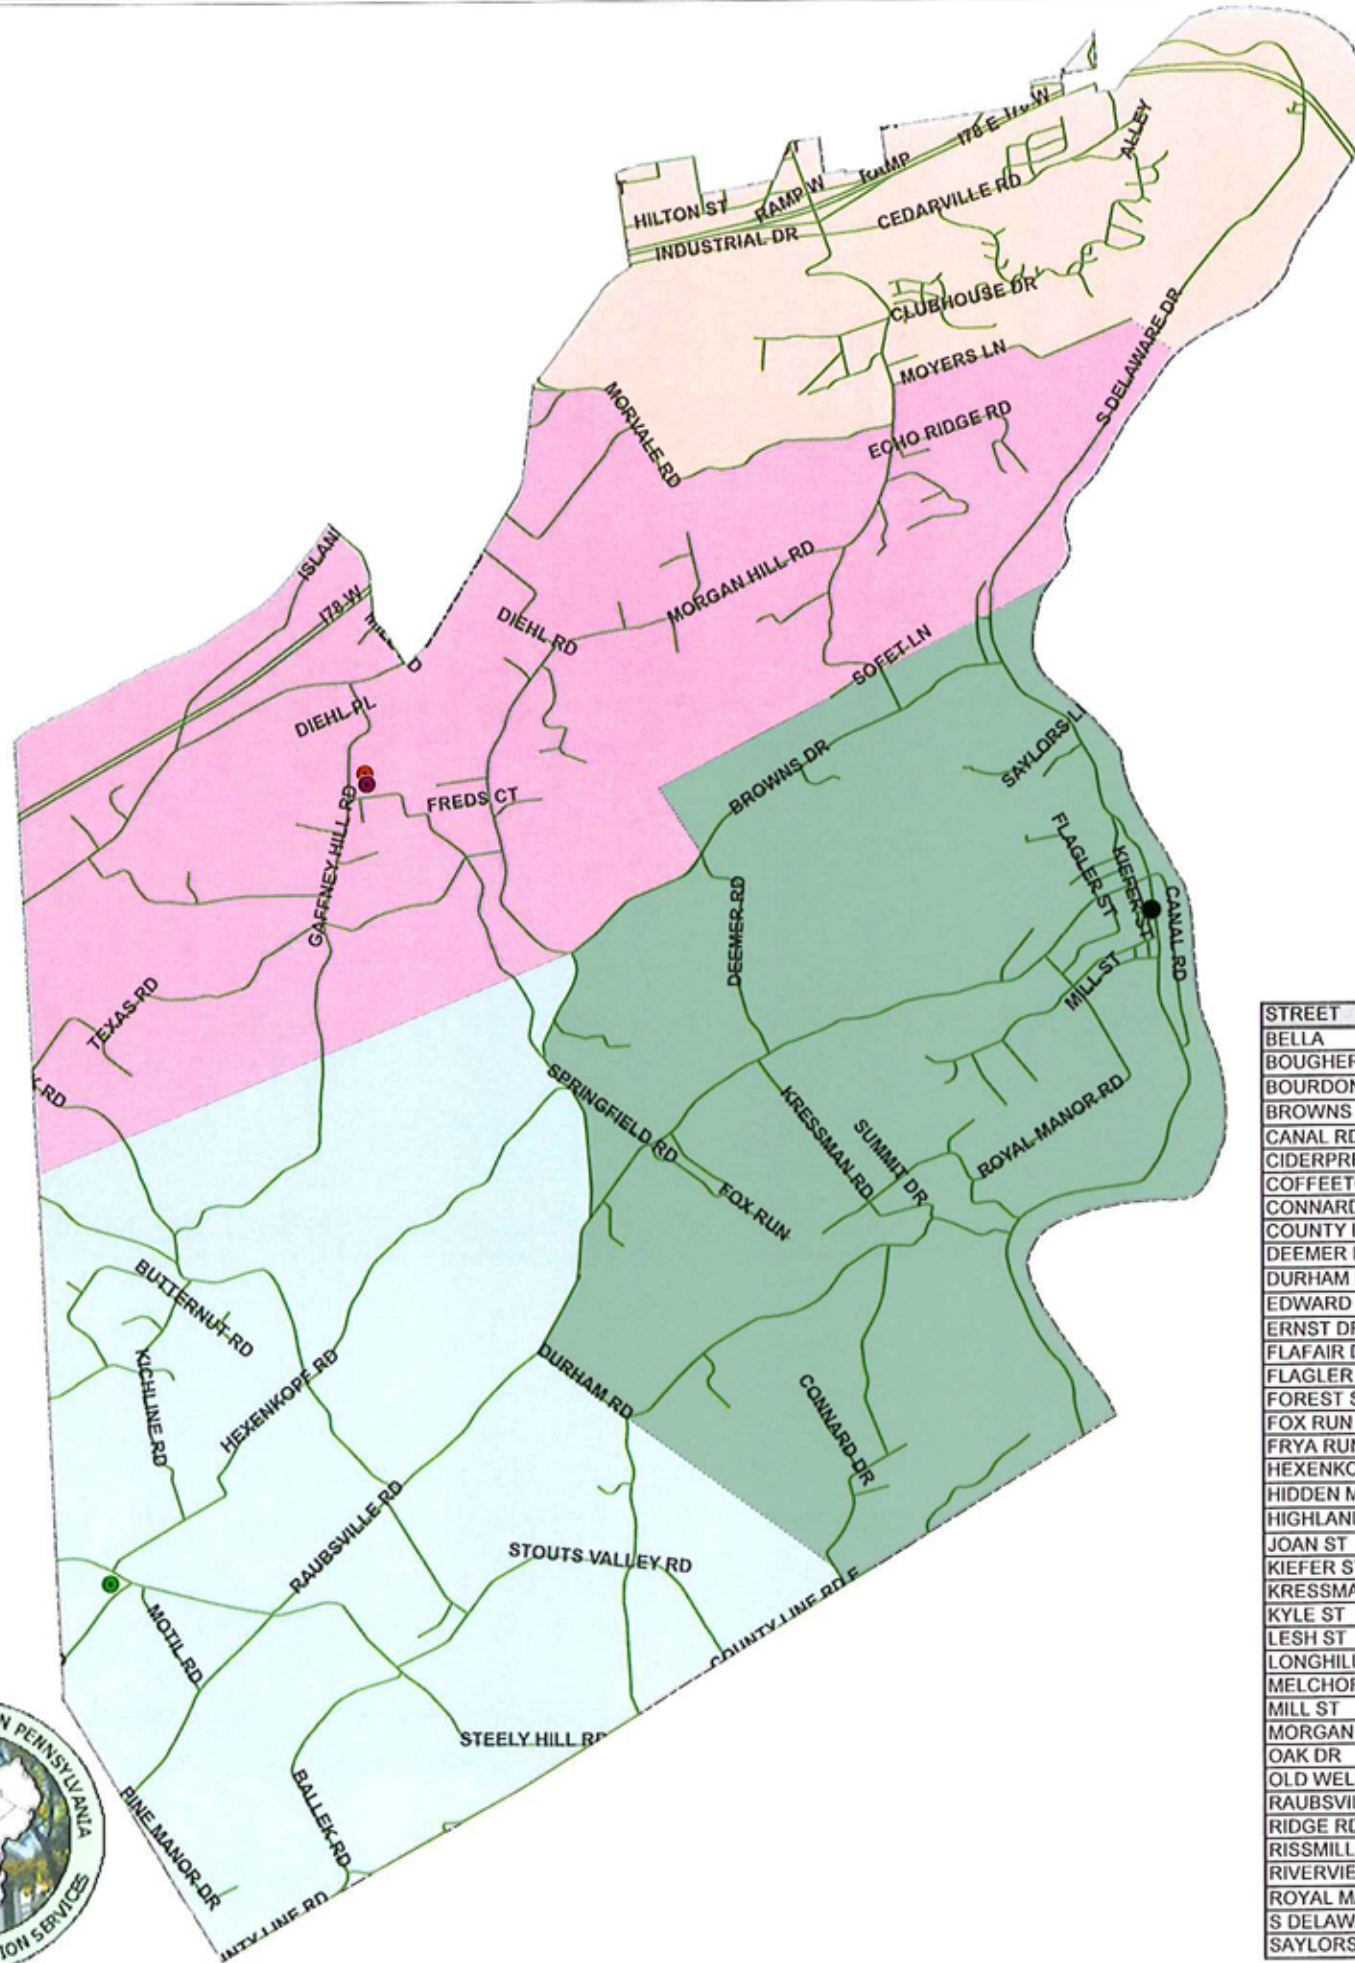 I78 E I78 W
ALLEY
RAMP
RAMP W
HILTON ST
CEDARVILLE RD
INDUSTRIAL DR
CLUBHOUSE DR
S DELAWARE DR
MOYERS LN
MORVALE RD
ECHO RIDGE RD
ISLAN
I78 W
MORGAN HILL RD
DIEHL RD
SOFET LN
DIEHL PL
SAYLORS L
BROWNS DR
FREDS CT
GAFFNEY HILL RD
FLAGLER ST
KIEFER ST
CANAL RD
DEEMER RD
MILL ST
TEXAS RD
RD
SPRINGFIELD RD
KRESSMAN RD
SUMMIT DR
ROYAL MANOR RD
FOX RUN
BUTTERNUT RD
KICHLINE RD
HEXENKOPF RD
DURHAM RD
CONNARD DR
RAUBSVILLE RD
STOUTS VALLEY RD
COUNTY LINE RD E
MOTIL RD
STEELY HILL RD
BALLEK RD
PINE MANOR DR
NTY LINE RD
N PENNSYLVANIA
ION SERVICES
STREET
BELLA
BOUGHER
BOURDON
BROWNS
CANAL RD
CIDERPRE
COFFEET
CONNARD
COUNTY L
DEEMER
DURHAM
EDWARD
ERNST DR
FLAFAIR D
FLAGLER
FOREST S
FOX RUN
FRYA RUN
HEXENKO
HIDDEN M
HIGHLAND
JOAN ST
KIEFER S
KRESSMA
KYLE ST
LESH ST
LONGHILL
MELCHOR
MILL ST
MORGAN
OAK DR
OLD WEL
RAUBSVIL
RIDGE RD
RISSMILL
RIVERVIE
ROYAL M
S DELAW
SAYLORS